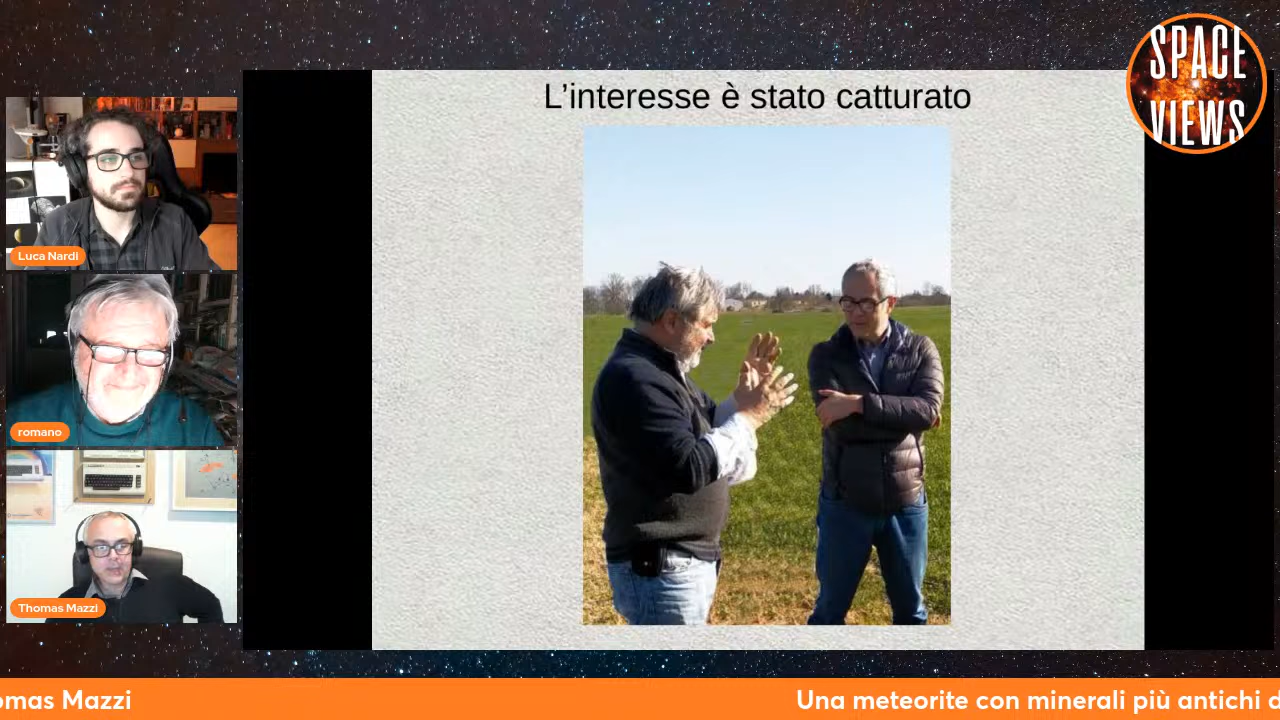 L'interesse è stato catturato
SPACE
VIEWS
Luca Nardi
romano
Thomas Mazzi
omas Mazzi
Una meteorite con minerali più antichi d